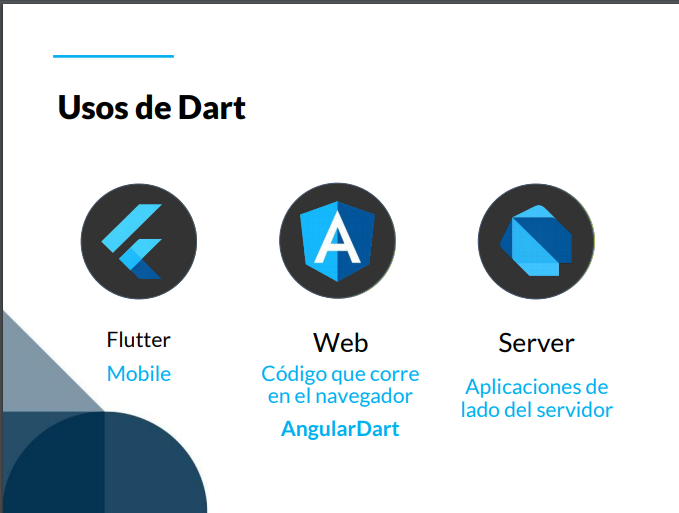 Usos de Dart
A
Flutter
Mobile
Web
Código que corre
en el navegador
AngularDart
Server
Aplicaciones de
lado del servidor